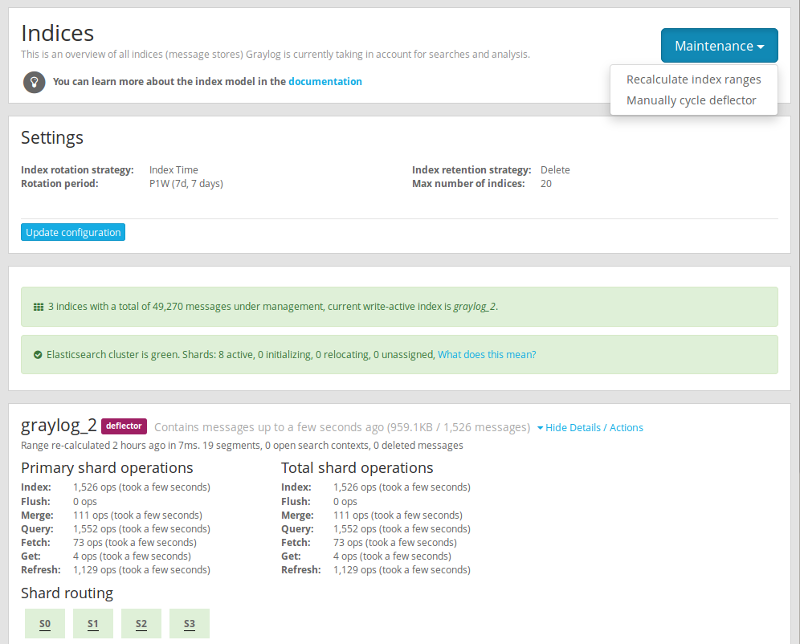 Indices
This is an overview of all indices (message stores) Graylog is currently taking in account for searches and analysis.
Maintenance
You can learn more about the index model in the documentation
Recalculate index ranges
Manually cycle deflector
Settings
Index rotation strategy: Index Time
Rotation period: P1W (7d, 7 days)
Index retention strategy: Delete
Max number of indices: 20
Update configuration
3 indices with a total of 49,270 messages under management, current write-active index is graylog_2.
Elasticsearch cluster is green. Shards: 8 active, 0 initializing, 0 relocating, 0 unassigned, What does this mean?
graylog_2 deflector Contains messages up to a few seconds ago (959.1KB / 1,526 messages) Hide Details / Actions
Range re-calculated 2 hours ago in 7ms. 19 segments, 0 open search contexts, 0 deleted messages
Primary shard operations
Index: 1,526 ops (took a few seconds)
Flush: 0 ops
Merge: 111 ops (took a few seconds)
Query: 1,552 ops (took a few seconds)
Fetch: 73 ops (took a few seconds)
Get: 4 ops (took a few seconds)
Refresh: 1,129 ops (took a few seconds)
Total shard operations
Index: 1,526 ops (took a few seconds)
Flush: 0 ops
Merge: 111 ops (took a few seconds)
Query: 1,552 ops (took a few seconds)
Fetch: 73 ops (took a few seconds)
Get: 4 ops (took a few seconds)
Refresh: 1,129 ops (took a few seconds)
Shard routing
S0 S1 S2 S3